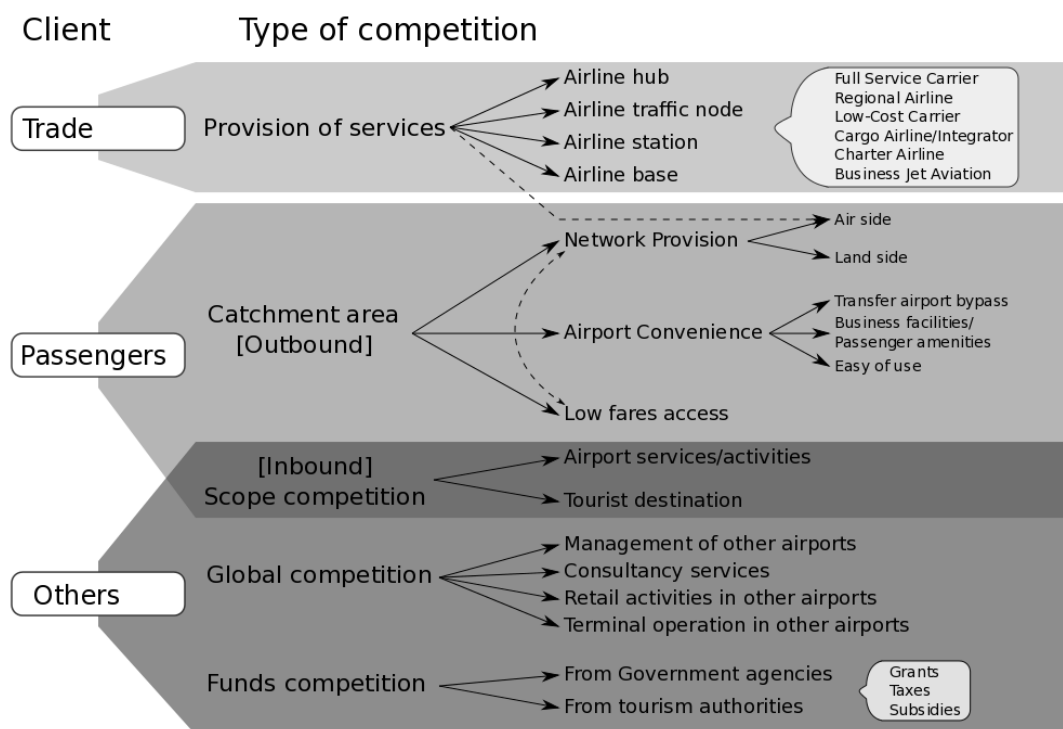 Client
Type of competition
Trade
Provision of services
Airline hub
Airline traffic node
Airline station
Airline base
Full Service Carrier
Regional Airline
Low-Cost Carrier
Cargo Airline/Integrator
Charter Airline
Business Jet Aviation
Passengers
Catchment area
[Outbound]
Network Provision
Air side
Land side
Airport Convenience
Transfer airport bypass
Business facilities/
Passenger amenities
Easy of use
Low fares access
[Inbound]
Scope competition
Airport services/activities
Tourist destination
Others
Global competition
Management of other airports
Consultancy services
Retail activities in other airports
Terminal operation in other airports
Funds competition
From Government agencies
From tourism authorities
Grants
Taxes
Subsidies